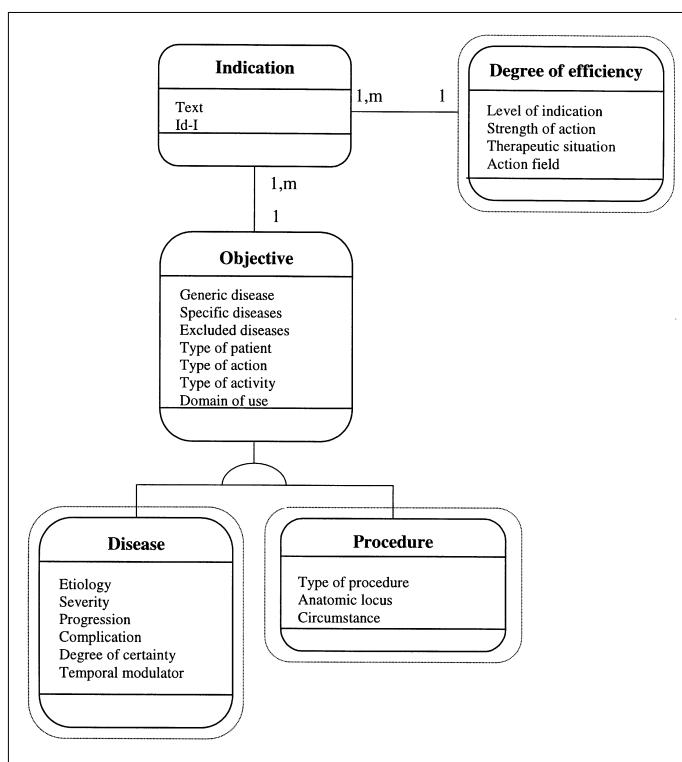 Indication
Text
Id-I
1,m
1
Degree of efficiency
Level of indication
Strength of action
Therapeutic situation
Action field
1,m
1
Objective
Generic disease
Specific diseases
Excluded diseases
Type of patient
Type of action
Type of activity
Domain of use
Disease
Etiology
Severity
Progression
Complication
Degree of certainty
Temporal modulator
Procedure
Type of procedure
Anatomic locus
Circumstance